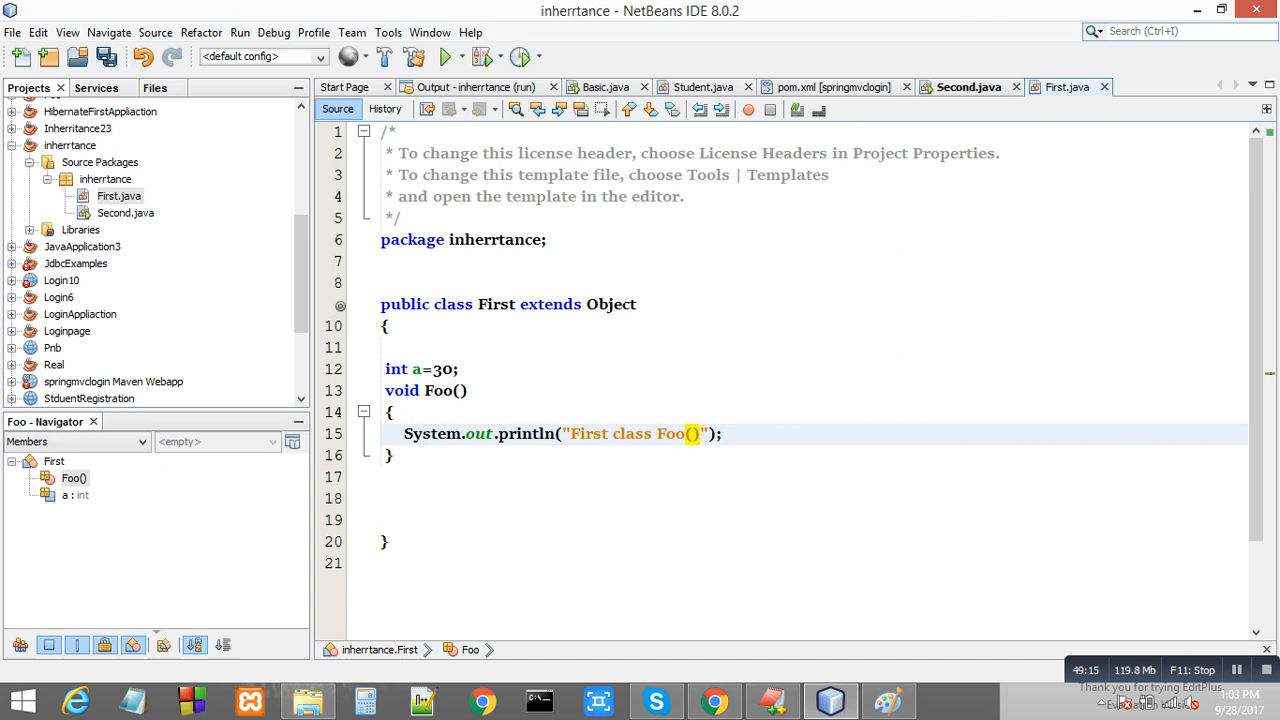 inherrtance - NetBeans IDE 8.0.2
File Edit View Navigate Source Refactor Run Debug Profile Team Tools Window Help
Search (Ctrl+I)
<default config>
Projects Services Files
Start Page Output - inherrtance (run) Basic.java Student.java pom.xml [springmvclogin] Second.java First.java
Source History
HibernateFirstAppliaction
Inherritance23
inherrtance
Source Packages
inherrtance
First.java
Second.java
Libraries
JavaApplication3
JdbcExamples
Login10
Login6
LoginAppliaction
Loginpage
Pnb
Real
springmvclogin Maven Webapp
StduentRegistration
Foo - Navigator
Members <empty>
First
Foo()
a : int
1 /*
2 * To change this license header, choose License Headers in Project Properties.
3 * To change this template file, choose Tools | Templates
4 * and open the template in the editor.
5 */
6 package inherrtance;
7
8
public class First extends Object
10 {
11
12 int a=30;
13 void Foo()
14 {
15 System.out.println("First class Foo()");
16 }
17
18
19
20 }
21
inherrtance.First Foo
49:15 119.8 Mb F11: Stop
Thank you for trying EditPlus
1:03 PM
9/28/2017